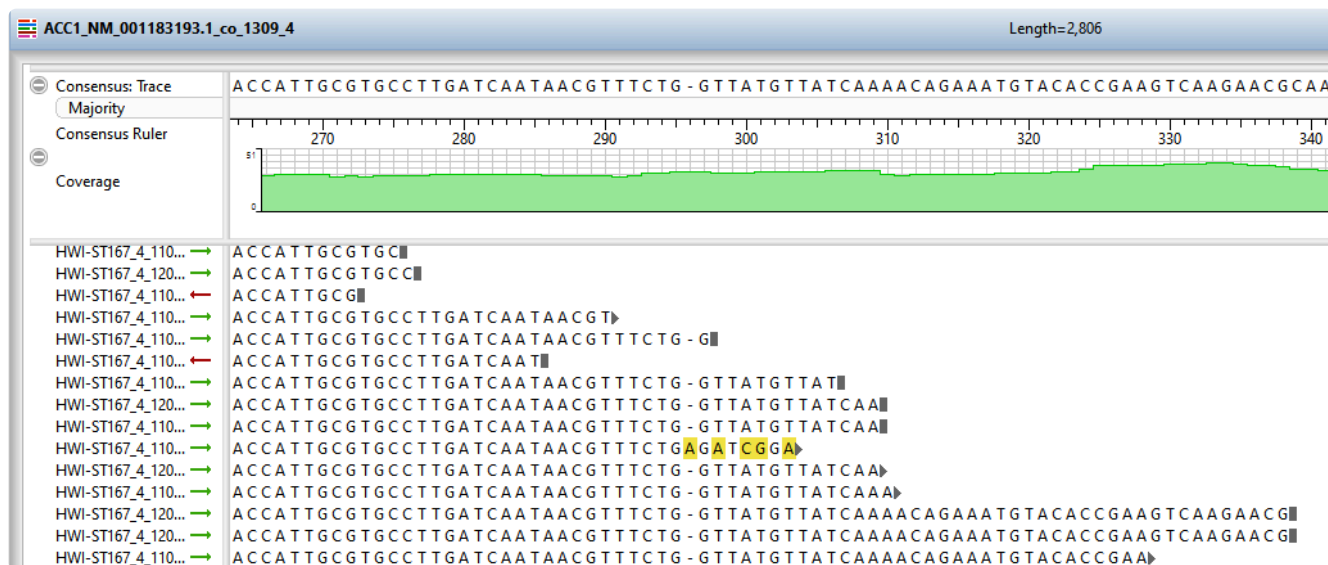 ACC1_NM_001183193.1_co_1309_4 Length=2,806
Consensus: Trace ACCATTGCGTGCCTTGATCAATAACGTTTCTG-GTTATGTTATCAAAACAGAAATGTACACCGAAGTCAAGAACGCAA
Majority
Consensus Ruler 270 280 290 300 310 320 330 340
51
Coverage
0
HWI-ST167_4_110... ACCATTGCGTGC
HWI-ST167_4_120... ACCATTGCGTGCC
HWI-ST167_4_110... ACCATTGCG
HWI-ST167_4_110... ACCATTGCGTGCCTTGATCAATAACGT
HWI-ST167_4_110... ACCATTGCGTGCCTTGATCAATAACGTTTCTG-G
HWI-ST167_4_110... ACCATTGCGTGCCTTGATCAAT
HWI-ST167_4_110... ACCATTGCGTGCCTTGATCAATAACGTTTCTG-GTTATGTTAT
HWI-ST167_4_120... ACCATTGCGTGCCTTGATCAATAACGTTTCTG-GTTATGTTATCAA
HWI-ST167_4_110... ACCATTGCGTGCCTTGATCAATAACGTTTCTG-GTTATGTTATCAA
HWI-ST167_4_110... ACCATTGCGTGCCTTGATCAATAACGTTTCTGAGATCGGA
HWI-ST167_4_120... ACCATTGCGTGCCTTGATCAATAACGTTTCTG-GTTATGTTATCAA
HWI-ST167_4_110... ACCATTGCGTGCCTTGATCAATAACGTTTCTG-GTTATGTTATCAAA
HWI-ST167_4_120... ACCATTGCGTGCCTTGATCAATAACGTTTCTG-GTTATGTTATCAAAACAGAAATGTACACCGAAGTCAAGAACG
HWI-ST167_4_120... ACCATTGCGTGCCTTGATCAATAACGTTTCTG-GTTATGTTATCAAAACAGAAATGTACACCGAAGTCAAGAACG
HWI-ST167_4_110... ACCATTGCGTGCCTTGATCAATAACGTTTCTG-GTTATGTTATCAAAACAGAAATGTACACCGAA